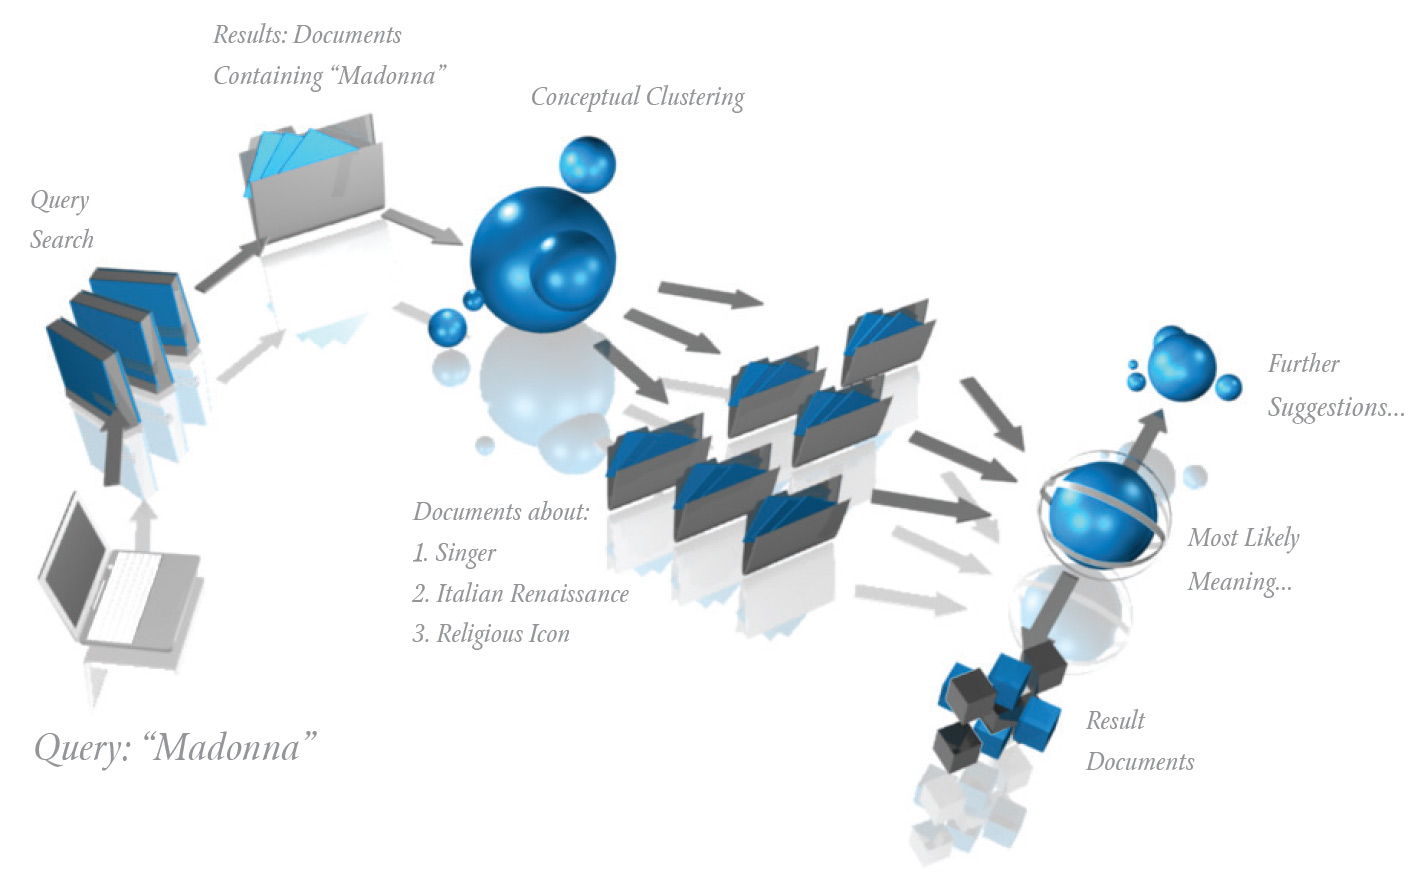 Results: Documents
Containing “Madonna”
Conceptual Clustering
Query
Search
Further
Suggestions...
Documents about:
1. Singer
2. Italian Renaissance
3. Religious Icon
Most Likely
Meaning...
Result
Documents
Query: “Madonna”